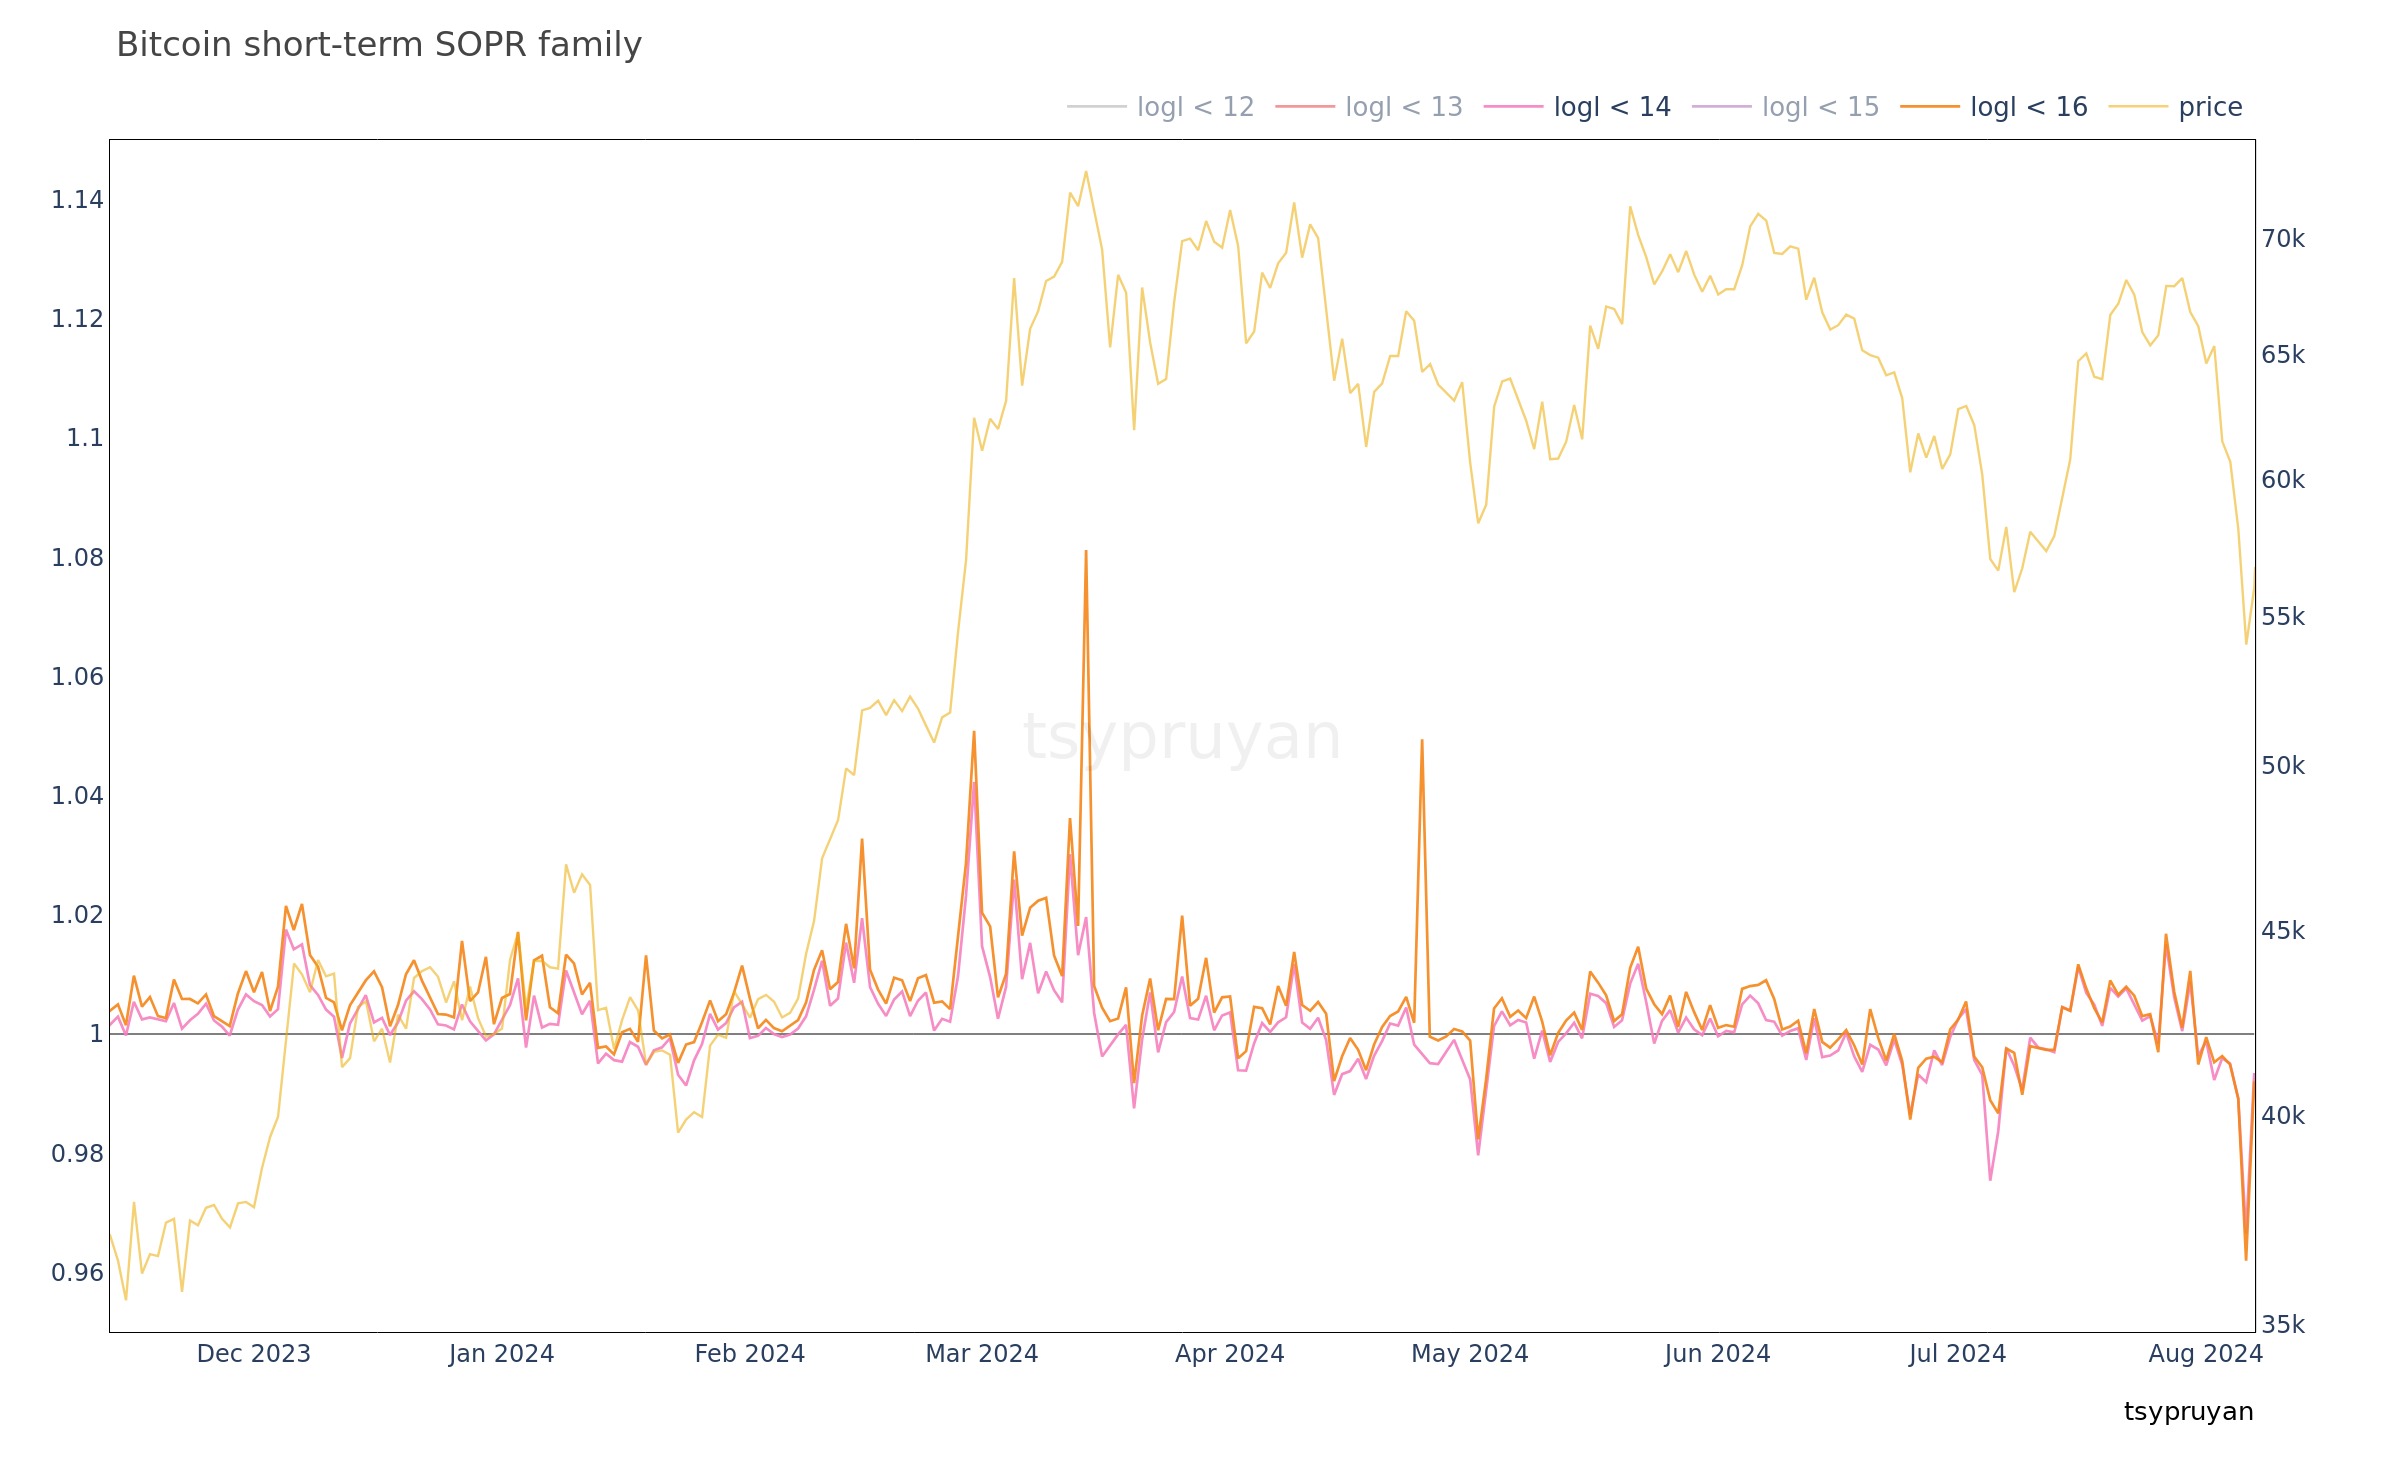 Bitcoin short-term SOPR family
logl < 12 logl < 13 logl < 14 logl < 15 logl < 16 price
1.14
1.12
1.1
1.08
1.06
1.04
1.02
1
0.98
0.96
70k
65k
60k
55k
50k
45k
40k
35k
tsypruyan
Dec 2023 Jan 2024 Feb 2024 Mar 2024 Apr 2024 May 2024 Jun 2024 Jul 2024 Aug 2024
tsypruyan